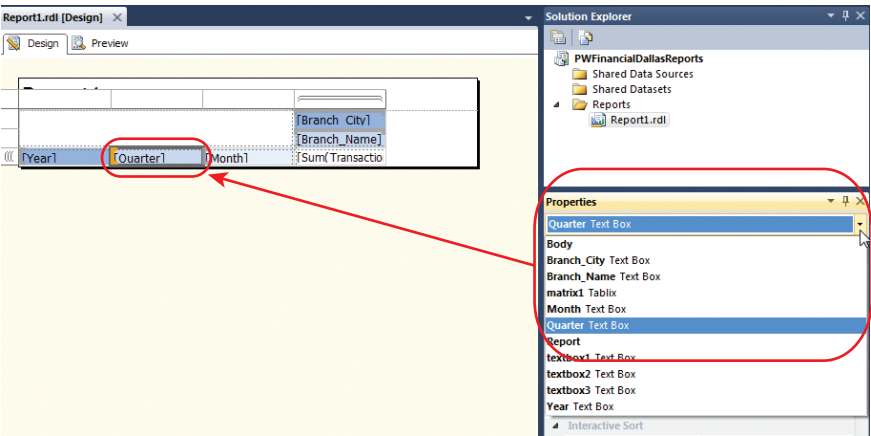 Report1.rdl [Design]
Design
Preview
[Branch_City]
[Branch_Name]
[Year]
[Quarter]
[Month]
[Sum(Transactio
Solution Explorer
PWFinancialDallasReports
Shared Data Sources
Shared Datasets
Reports
Report1.rdl
Properties
Quarter Text Box
Body
Branch_City Text Box
Branch_Name Text Box
matrix1 Tablix
Month Text Box
Quarter Text Box
Report
textbox1 Text Box
textbox2 Text Box
textbox3 Text Box
Year Text Box
Interactive Sort